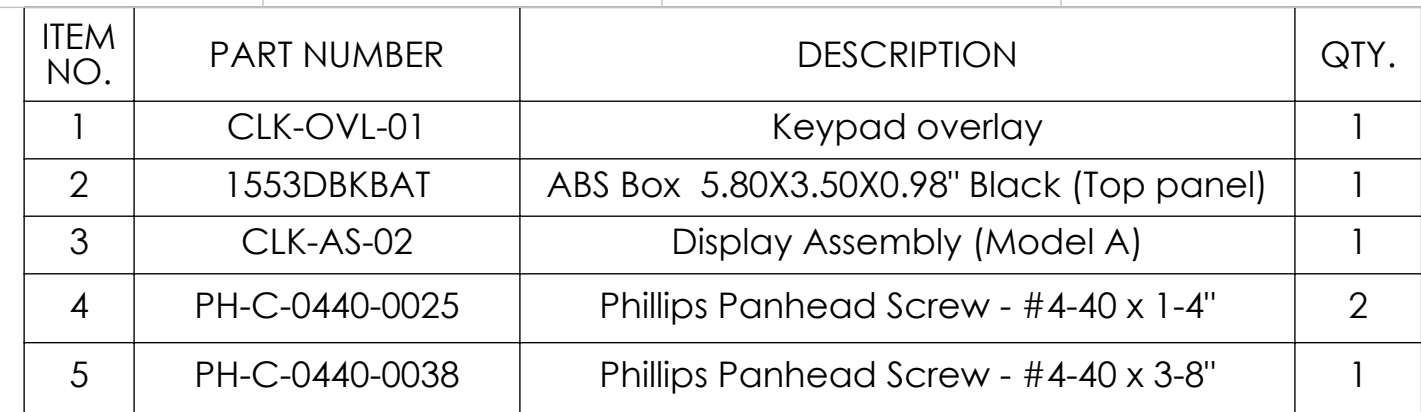 ITEM NO. PART NUMBER DESCRIPTION QTY.
1 CLK-OVL-01 Keypad overlay 1
2 1553DBKBAT ABS Box 5.80X3.50X0.98" Black (Top panel) 1
3 CLK-AS-02 Display Assembly (Model A) 1
4 PH-C-0440-0025 Phillips Panhead Screw - #4-40 x 1-4" 2
5 PH-C-0440-0038 Phillips Panhead Screw - #4-40 x 3-8" 1